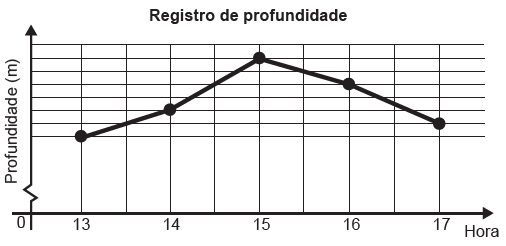 Registro de profundidade
Profundidade (m)
0 13 14 15 16 17
Hora